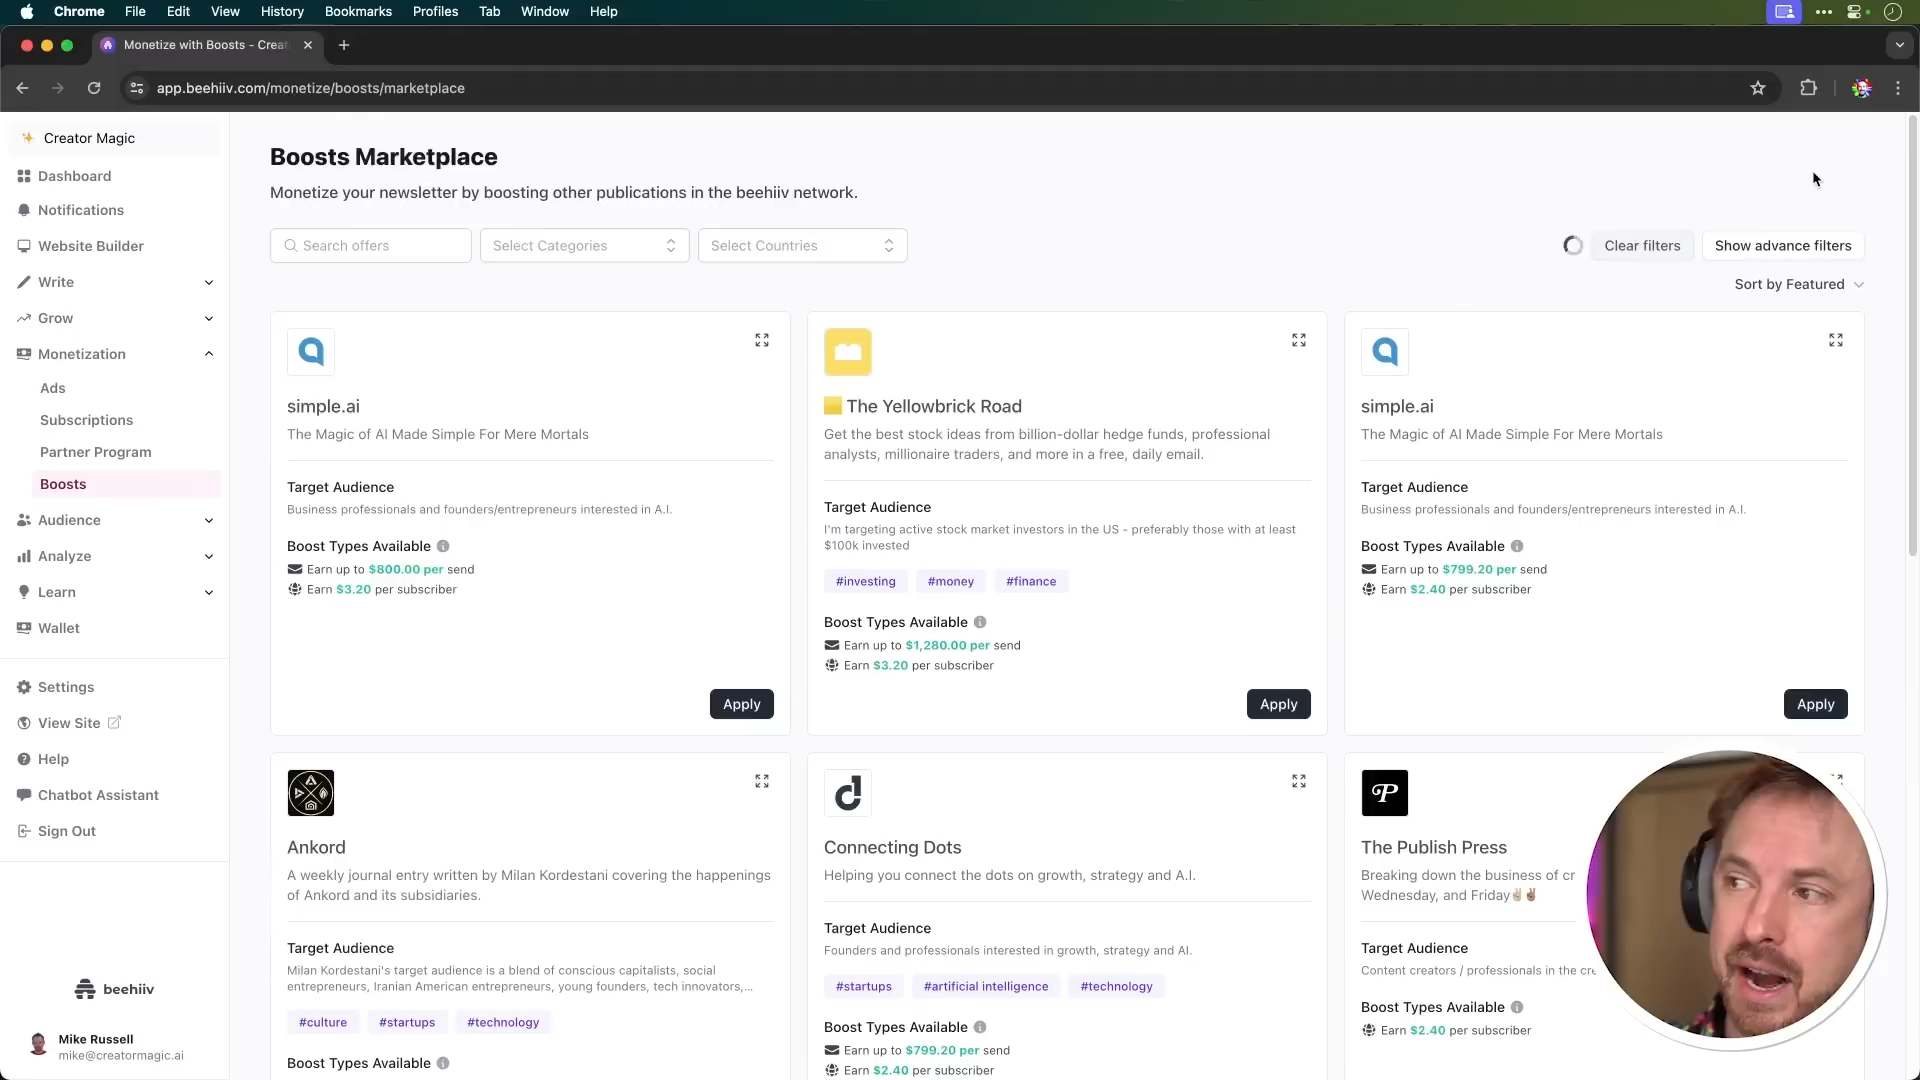 Chrome File Edit View History Bookmarks Profiles Tab Window Help
Monetize with Boosts - Creat
app.beehiiv.com/monetize/boosts/marketplace
Creator Magic
Dashboard
Notifications
Website Builder
Write
Grow
Monetization
Ads
Subscriptions
Partner Program
Boosts
Audience
Analyze
Learn
Wallet
Settings
View Site
Help
Chatbot Assistant
Sign Out
beehiiv
Mike Russell
mike@creatormagic.ai
Boosts Marketplace
Monetize your newsletter by boosting other publications in the beehiiv network.
Search offers
Select Categories
Select Countries
Clear filters
Show advance filters
Sort by Featured
simple.ai
The Magic of AI Made Simple For Mere Mortals
Target Audience
Business professionals and founders/entrepreneurs interested in A.I.
Boost Types Available
Earn up to $800.00 per send
Earn $3.20 per subscriber
Apply
The Yellowbrick Road
Get the best stock ideas from billion-dollar hedge funds, professional
analysts, millionaire traders, and more in a free, daily email.
Target Audience
I'm targeting active stock market investors in the US - preferably those with at least
$100k invested
#investing #money #finance
Boost Types Available
Earn up to $1,280.00 per send
Earn $3.20 per subscriber
Apply
simple.ai
The Magic of AI Made Simple For Mere Mortals
Target Audience
Business professionals and founders/entrepreneurs interested in A.I.
Boost Types Available
Earn up to $799.20 per send
Earn $2.40 per subscriber
Apply
Ankord
A weekly journal entry written by Milan Kordestani covering the happenings
of Ankord and its subsidiaries.
Target Audience
Milan Kordestani's target audience is a blend of conscious capitalists, social
entrepreneurs, Iranian American entrepreneurs, young founders, tech innovators,...
#culture #startups #technology
Boost Types Available
Connecting Dots
Helping you connect the dots on growth, strategy and A.I.
Target Audience
Founders and professionals interested in growth, strategy and AI.
#startups #artificial intelligence #technology
Boost Types Available
Earn up to $799.20 per send
Earn $2.40 per subscriber
P
The Publish Press
Breaking down the business of cr
Wednesday, and Friday✌🏼✌🏽
Target Audience
Content creators / professionals in the cre
Boost Types Available
Earn $2.40 per subscriber